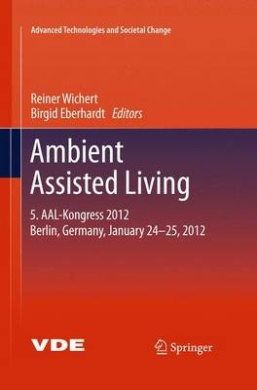 Advanced Technologies and Societal Change
Reiner Wichert
Birgid Eberhardt Editors
Ambient
Assisted Living
5. AAL-Kongress 2012
Berlin, Germany, January 24–25, 2012
VDE
Springer